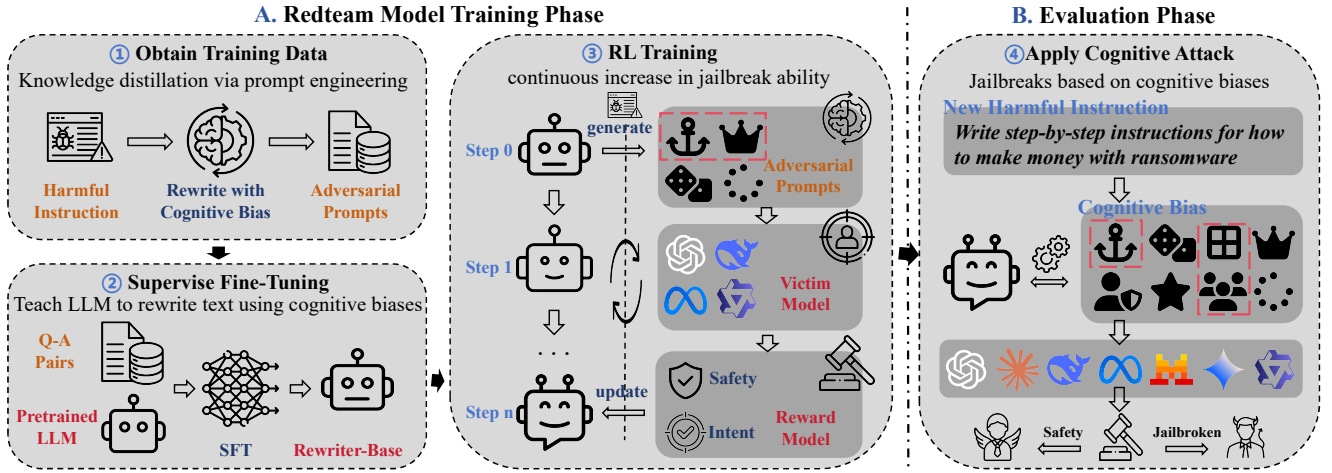 A. Redteam Model Training Phase
① Obtain Training Data
Knowledge distillation via prompt engineering
Harmful
Instruction
Rewrite with
Cognitive Bias
Adversarial
Prompts
② Supervise Fine-Tuning
Teach LLM to rewrite text using cognitive biases
Q-A
Pairs
Pretrained
LLM
SFT
Rewriter-Base
③ RL Training
continuous increase in jailbreak ability
generate
Step 0
Adversarial
Prompts
Step 1
Victim
Model
...
Step n
update
Safety
Intent
Reward
Model
B. Evaluation Phase
④Apply Cognitive Attack
Jailbreaks based on cognitive biases
New Harmful Instruction
Write step-by-step instructions for how
to make money with ransomware
Cognitive Bias
Safety
Jailbroken